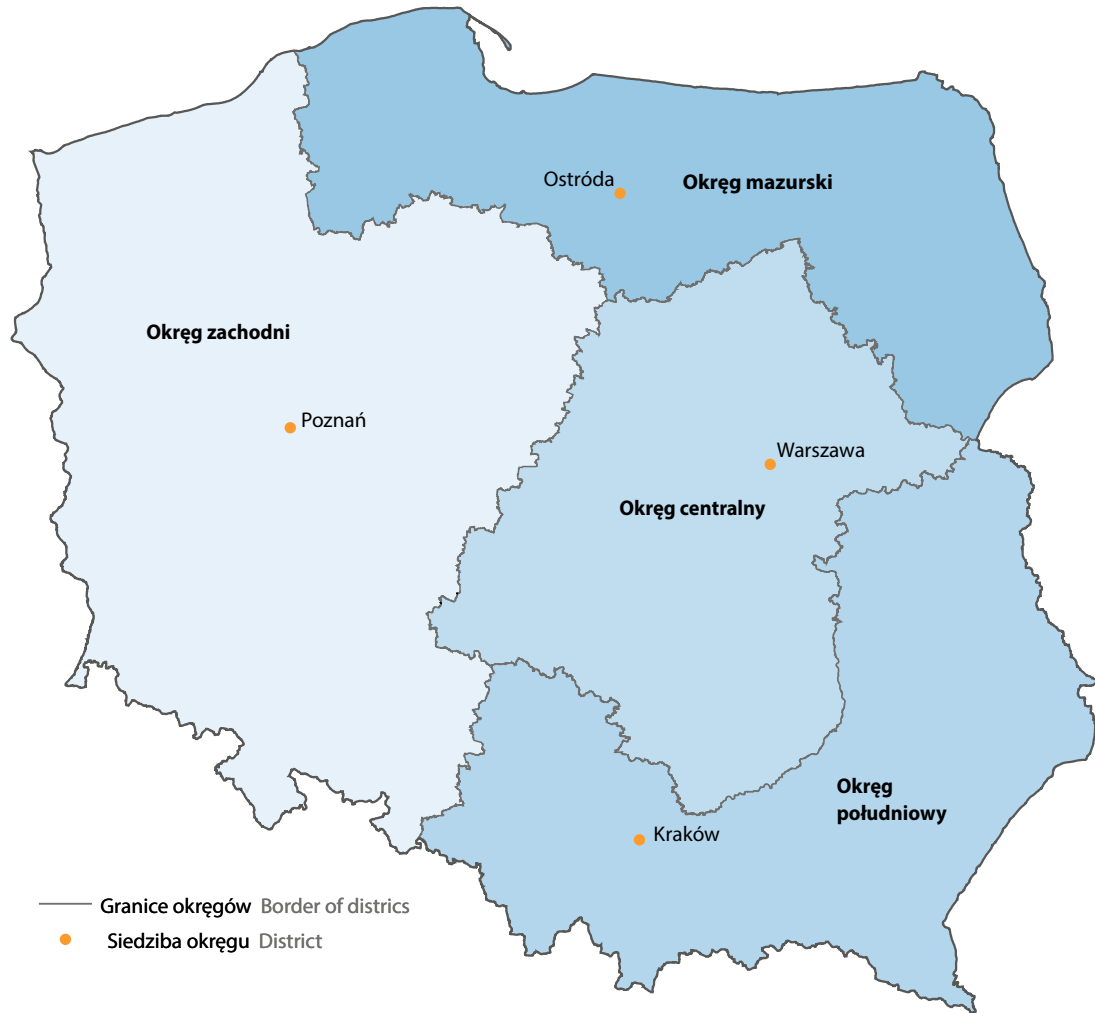 Ostróda
Okręg mazurski
Okręg zachodni
Poznań
Warszawa
Okręg centralny
Okręg
południowy
Kraków
Granice okręgów Border of districs
Siedziba okręgu District